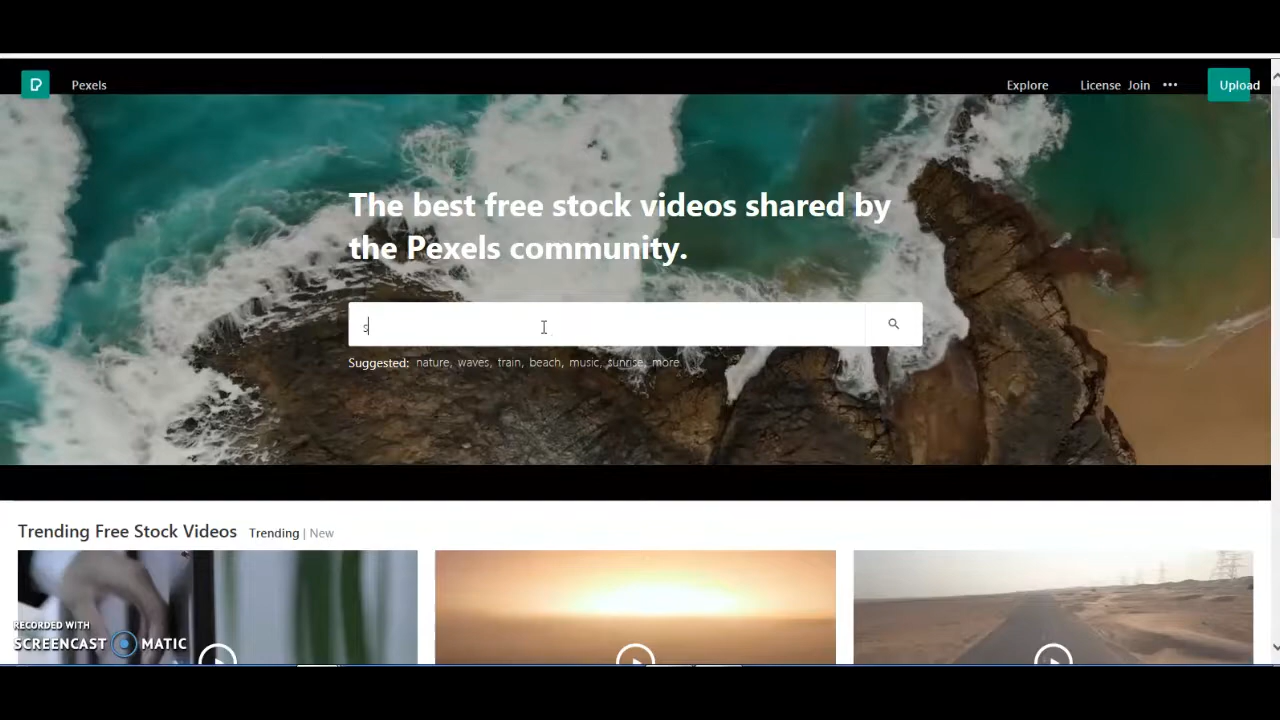 Pexels
Explore License Join ••• Upload
The best free stock videos shared by
the Pexels community.
s
Suggested: nature, waves, train, beach, music, sunrise, more
Trending Free Stock Videos Trending | New
RECORDED WITH
SCREENCAST MATIC